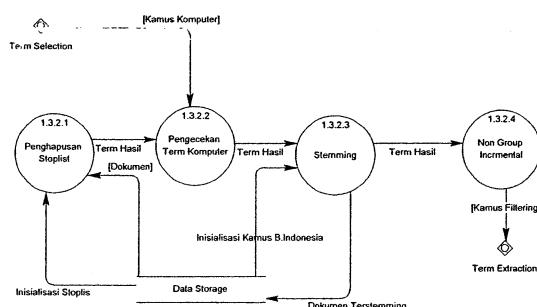 [Kamus Komputer]
Term Selection
1.3.2.1
Penghapusan
Stoplist
Term Hasil
1.3.2.2
Pengecekan
Term Komputer
Term Hasil
1.3.2.3
Stemming
Term Hasil
1.3.2.4
Non Group
Incrmental
[Dokumen]
[Kamus Filtering]
Inisialisasi Kamus B.Indonesia
Term Extraction
Inisialisasi Stoplis
Data Storage
Dokumen Terstemming